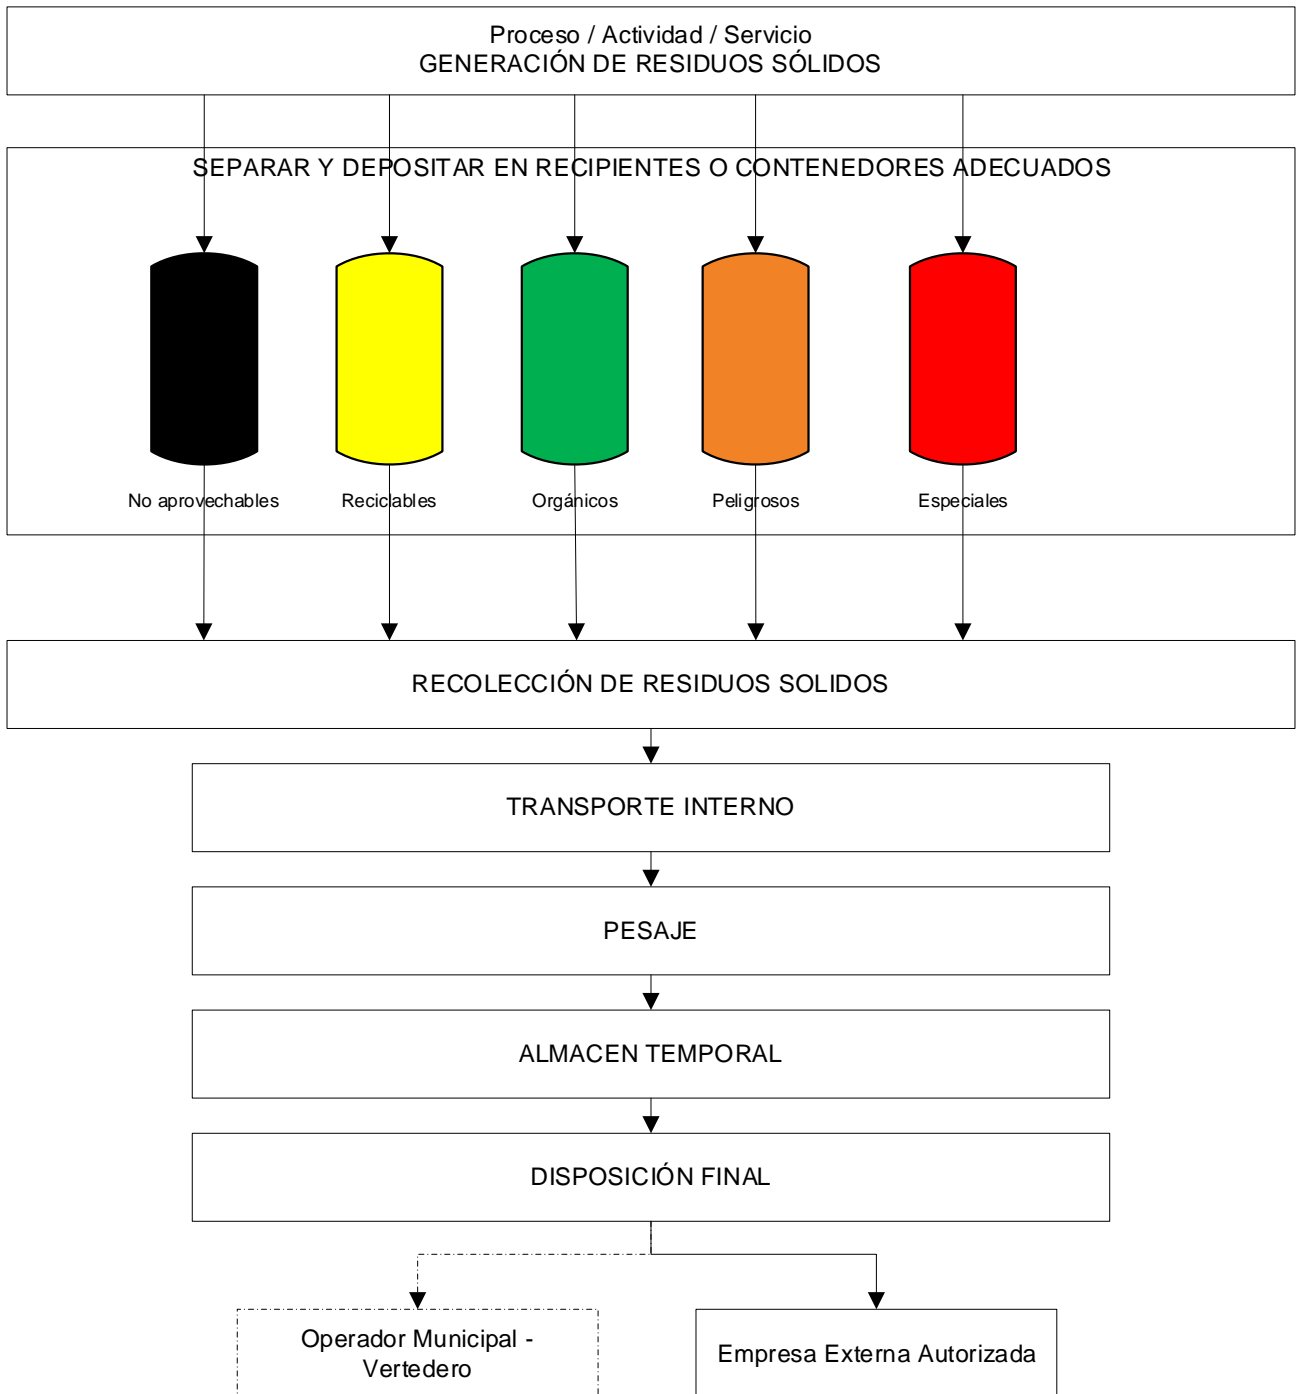 Proceso / Actividad / Servicio
GENERACIÓN DE RESIDUOS SÓLIDOS
SEPARAR Y DEPOSITAR EN RECIPIENTES O CONTENEDORES ADECUADOS
No aprovechables
Reciclables
Orgánicos
Peligrosos
Especiales
RECOLECCIÓN DE RESIDUOS SOLIDOS
TRANSPORTE INTERNO
PESAJE
ALMACEN TEMPORAL
DISPOSICIÓN FINAL
Operador Municipal -
Vertedero
Empresa Externa Autorizada